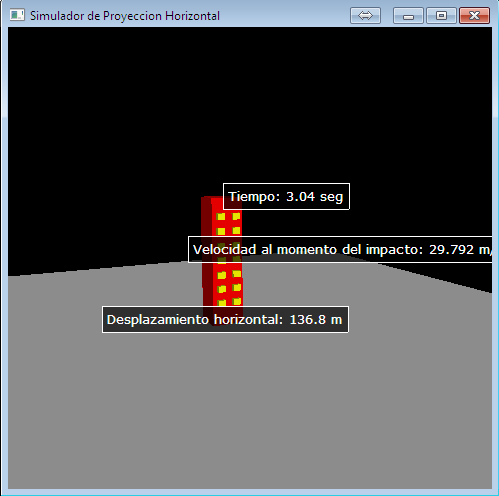 Simulador de Proyeccion Horizontal
Tiempo: 3.04 seg
Velocidad al momento del impacto: 29.792 m/
Desplazamiento horizontal: 136.8 m